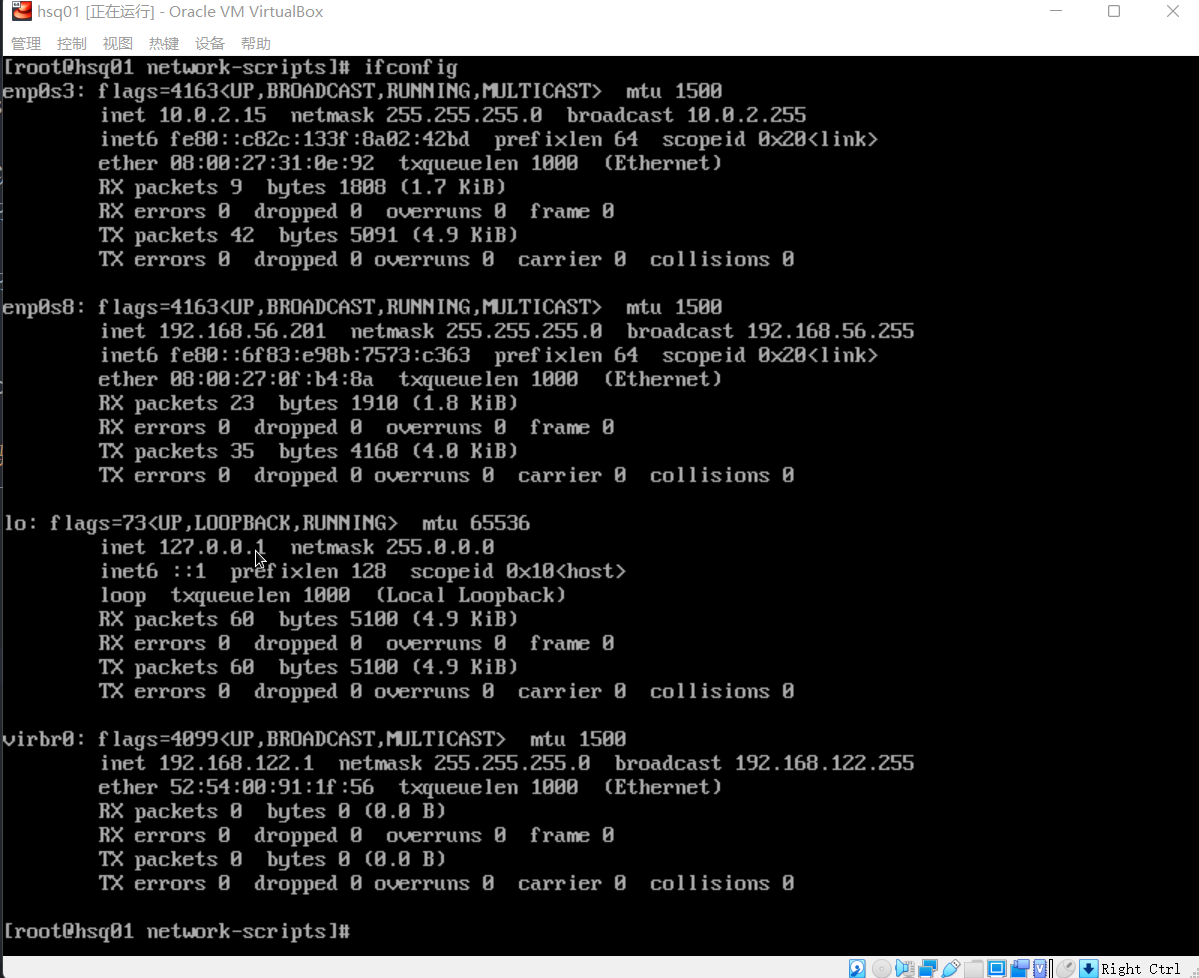 hsq01 [正在运行] - Oracle VM VirtualBox
管理 控制 视图 热键 设备 帮助
[root@hsq01 network-scripts]# ifconfig
enp0s3: flags=4163<UP,BROADCAST,RUNNING,MULTICAST>  mtu 1500
        inet 10.0.2.15  netmask 255.255.255.0  broadcast 10.0.2.255
        inet6 fe80::c82c:133f:8a02:42bd  prefixlen 64  scopeid 0x20<link>
        ether 08:00:27:31:0e:92  txqueuelen 1000  (Ethernet)
        RX packets 9  bytes 1808 (1.7 KiB)
        RX errors 0  dropped 0  overruns 0  frame 0
        TX packets 42  bytes 5091 (4.9 KiB)
        TX errors 0  dropped 0 overruns 0  carrier 0  collisions 0
enp0s8: flags=4163<UP,BROADCAST,RUNNING,MULTICAST>  mtu 1500
        inet 192.168.56.201  netmask 255.255.255.0  broadcast 192.168.56.255
        inet6 fe80::6f83:e98b:7573:c363  prefixlen 64  scopeid 0x20<link>
        ether 08:00:27:0f:b4:8a  txqueuelen 1000  (Ethernet)
        RX packets 23  bytes 1910 (1.8 KiB)
        RX errors 0  dropped 0  overruns 0  frame 0
        TX packets 35  bytes 4168 (4.0 KiB)
        TX errors 0  dropped 0 overruns 0  carrier 0  collisions 0
lo: flags=73<UP,LOOPBACK,RUNNING>  mtu 65536
        inet 127.0.0.1  netmask 255.0.0.0
        inet6 ::1  prefixlen 128  scopeid 0x10<host>
        loop  txqueuelen 1000  (Local Loopback)
        RX packets 60  bytes 5100 (4.9 KiB)
        RX errors 0  dropped 0  overruns 0  frame 0
        TX packets 60  bytes 5100 (4.9 KiB)
        TX errors 0  dropped 0 overruns 0  carrier 0  collisions 0
virbr0: flags=4099<UP,BROADCAST,MULTICAST>  mtu 1500
        inet 192.168.122.1  netmask 255.255.255.0  broadcast 192.168.122.255
        ether 52:54:00:91:1f:56  txqueuelen 1000  (Ethernet)
        RX packets 0  bytes 0 (0.0 B)
        RX errors 0  dropped 0  overruns 0  frame 0
        TX packets 0  bytes 0 (0.0 B)
        TX errors 0  dropped 0 overruns 0  carrier 0  collisions 0
[root@hsq01 network-scripts]#
Right Ctrl